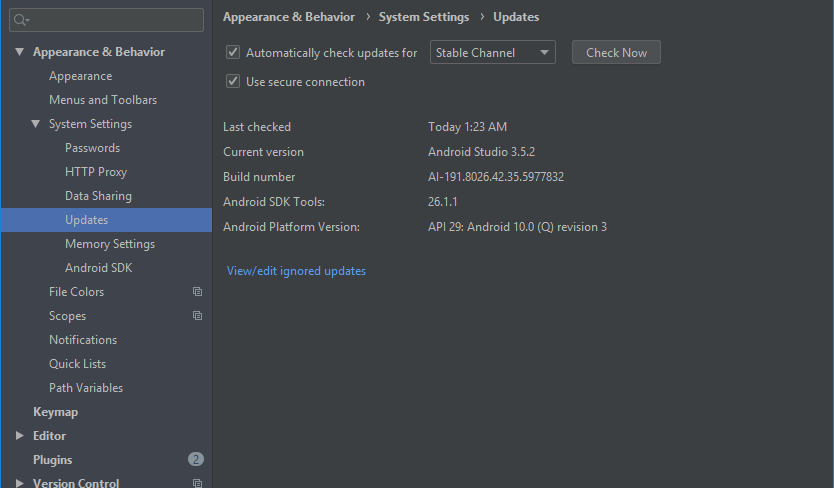 Appearance & Behavior
Appearance
Menus and Toolbars
System Settings
Passwords
HTTP Proxy
Data Sharing
Updates
Memory Settings
Android SDK
File Colors
Scopes
Notifications
Quick Lists
Path Variables
Keymap
Editor
Plugins 2
Version Control
Appearance & Behavior › System Settings › Updates
Automatically check updates for Stable Channel Check Now
Use secure connection
Last checked Today 1:23 AM
Current version Android Studio 3.5.2
Build number AI-191.8026.42.35.5977832
Android SDK Tools: 26.1.1
Android Platform Version: API 29: Android 10.0 (Q) revision 3
View/edit ignored updates